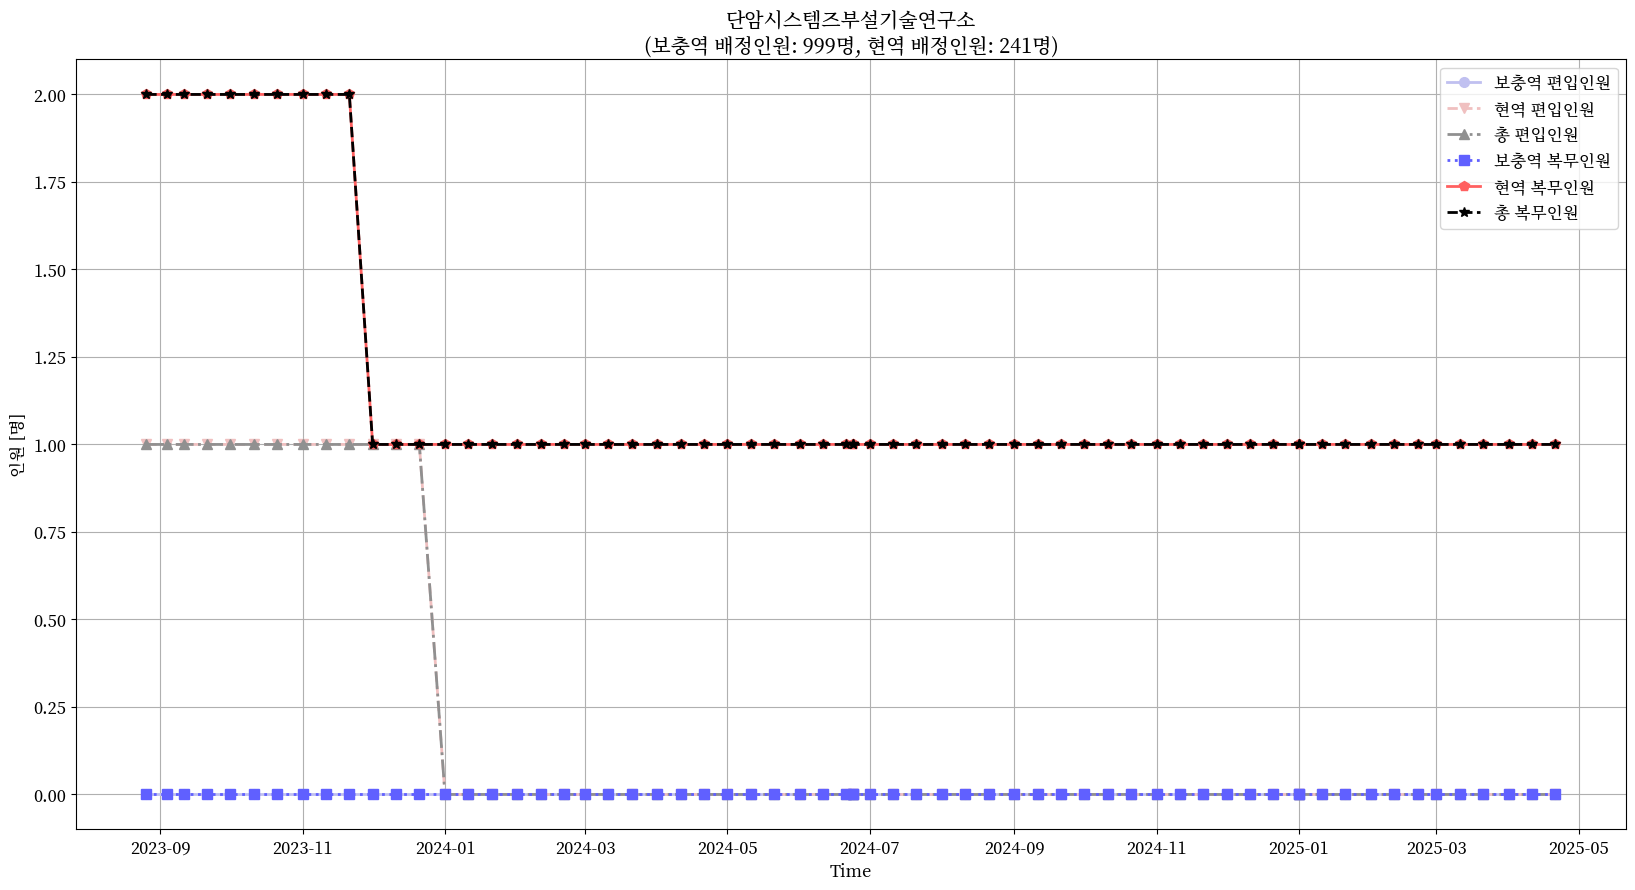 단암시스템즈부설기술연구소
(보충역 배정인원: 999명, 현역 배정인원: 241명)
보충역 편입인원
현역 편입인원
총 편입인원
보충역 복무인원
현역 복무인원
총 복무인원
2.00
1.75
1.50
1.25
1.00
0.75
0.50
0.25
0.00
인원 [명]
2023-09
2023-11
2024-01
2024-03
2024-05
2024-07
2024-09
2024-11
2025-01
2025-03
2025-05
Time